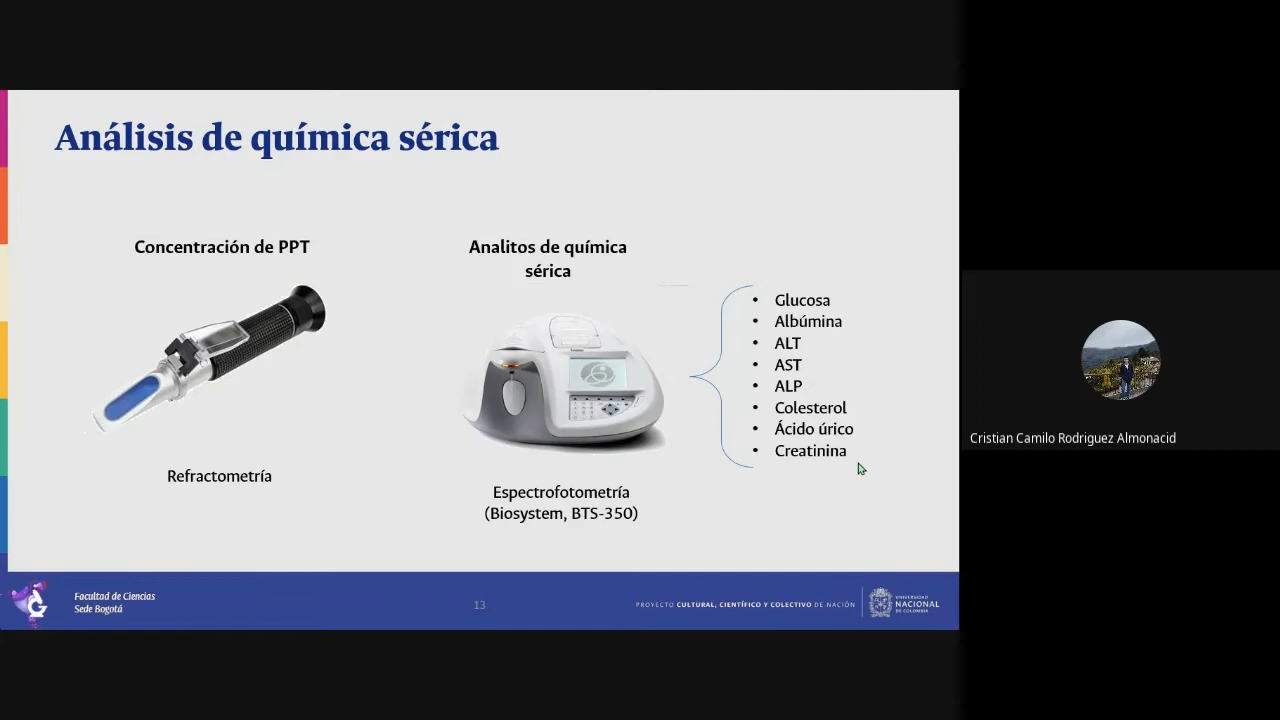 Análisis de química sérica
Concentración de PPT
Refractometría
Analitos de química
sérica
Espectrofotometría
(Biosystem, BTS-350)
• Glucosa
• Albúmina
• ALT
• AST
• ALP
• Colesterol
• Ácido úrico
• Creatinina
Cristian Camilo Rodriguez Almonacid
Facultad de Ciencias
Sede Bogotá
13
PROYECTO CULTURAL, CIENTÍFICO Y COLECTIVO DE NACIÓN
UNIVERSIDAD
NACIONAL
DE COLOMBIA